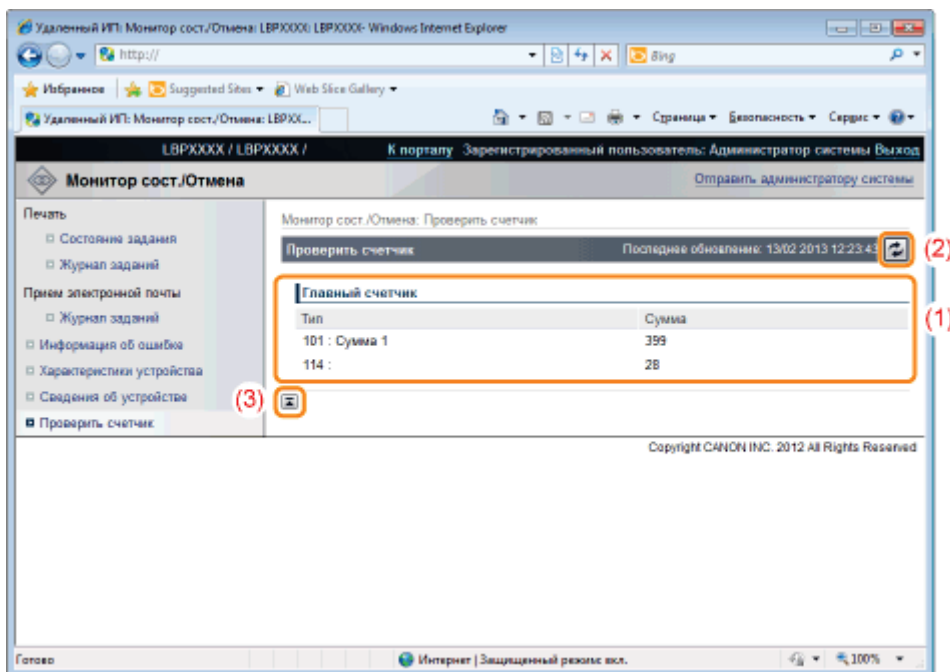 Удаленный ИП: Монитор сост./Отмена: LBPXXXX: LBPXXXX- Windows Internet Explorer
http://
Bing
Избранное Suggested Sites Web Slice Gallery
Удаленный ИП: Монитор сост./Отмена: LBPXX... Страница Безопасность Сервис
LBPXXXX / LBPXXXX / К порталу Зарегистрированный пользователь: Администратор системы Выход
Монитор сост./Отмена Отправить администратору системы
Печать
Состояние задания
Журнал заданий
Прием электронной почты
Журнал заданий
Информация об ошибке
Характеристики устройства
Сведения об устройстве
Проверить счетчик
Монитор сост./Отмена: Проверить счетчик
Проверить счетчик Последнее обновление: 13/02 2013 12:23:43 (2)
Главный счетчик
(1)
Тип Сумма
101 : Сумма 1 399
114 : 28
(3)
Copyright CANON INC. 2012 All Rights Reserved
Готово Интернет | Защищенный режим: вкл. 100%